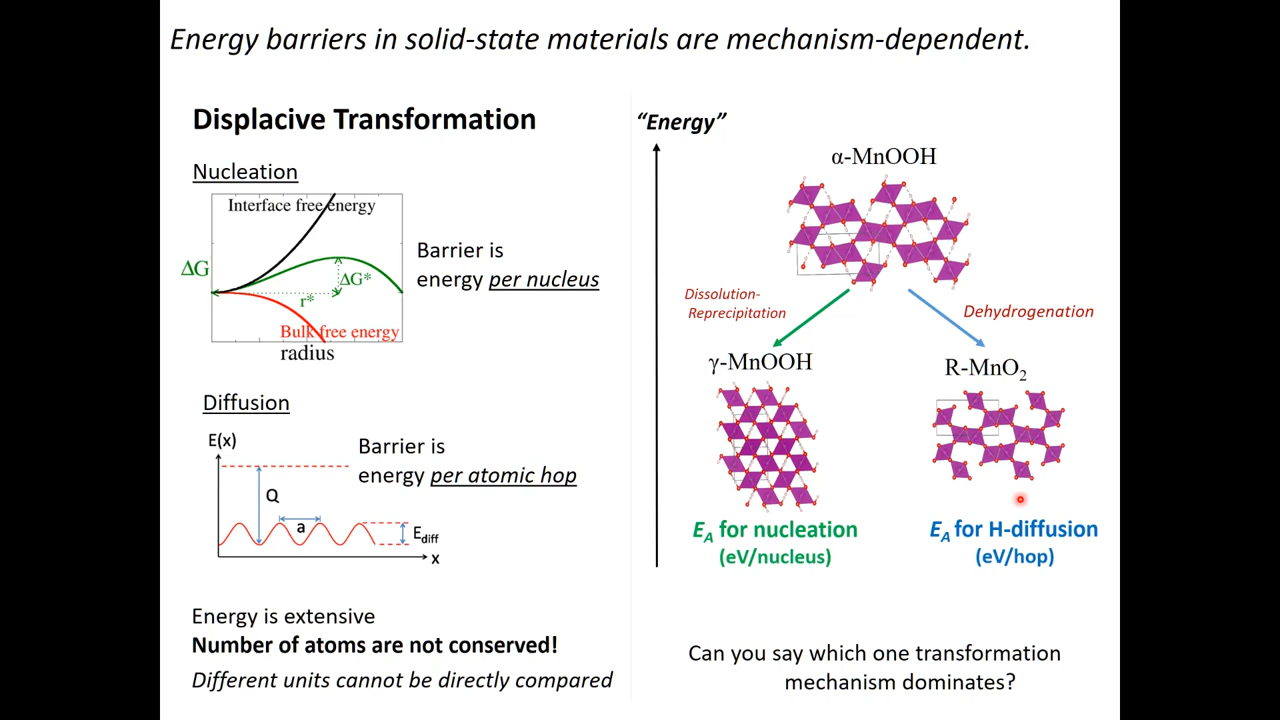 Energy barriers in solid-state materials are mechanism-dependent.
Displacive Transformation
Nucleation
Interface free energy
ΔG
ΔG*
r*
Bulk free energy
radius
Barrier is
energy per nucleus
Diffusion
E(x)
Q
a
E_diff
x
Barrier is
energy per atomic hop
Energy is extensive
Number of atoms are not conserved!
Different units cannot be directly compared
“Energy”
α-MnOOH
Dissolution-
Reprecipitation
Dehydrogenation
γ-MnOOH
R-MnO₂
E_A for nucleation
(eV/nucleus)
E_A for H-diffusion
(eV/hop)
Can you say which one transformation
mechanism dominates?